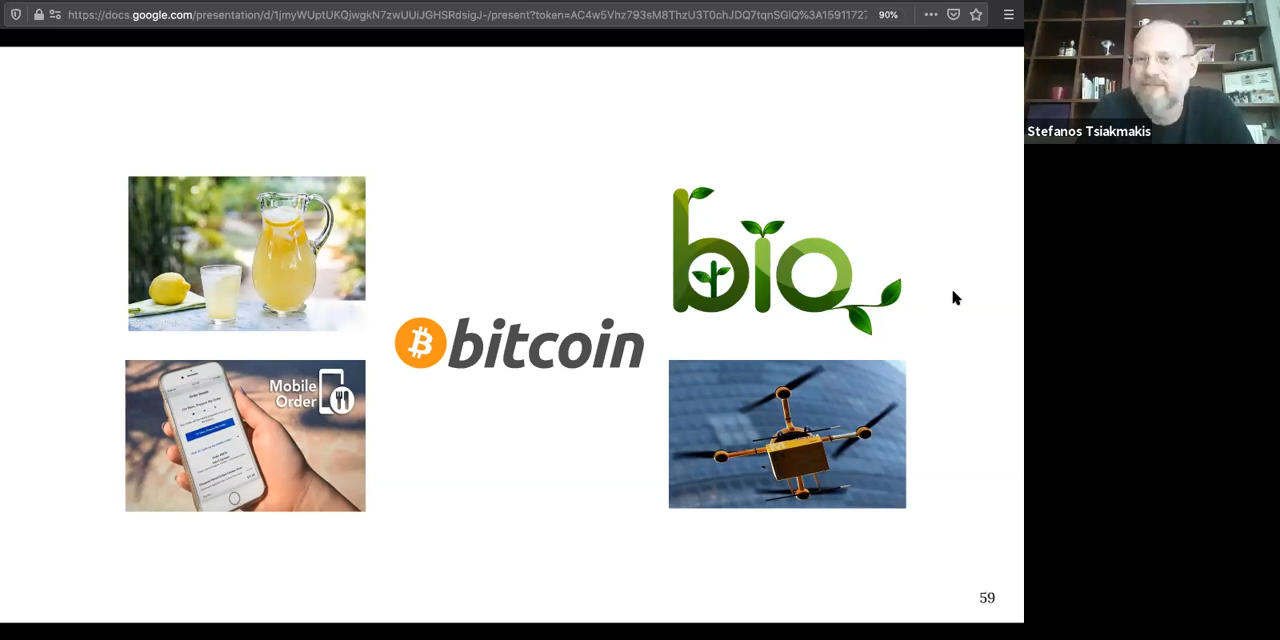 https://docs.google.com/presentation/d/1jmyWUptUKQjwgkN7zwUUiJGHSRdsigJ-/present?token=AC4w5Vhz793sM8ThzU3T0chJDQ7tqnSGlQ%3A1591172
90%
Stefanos Tsiakmakis
bio
bitcoin
Mobile
Order
59